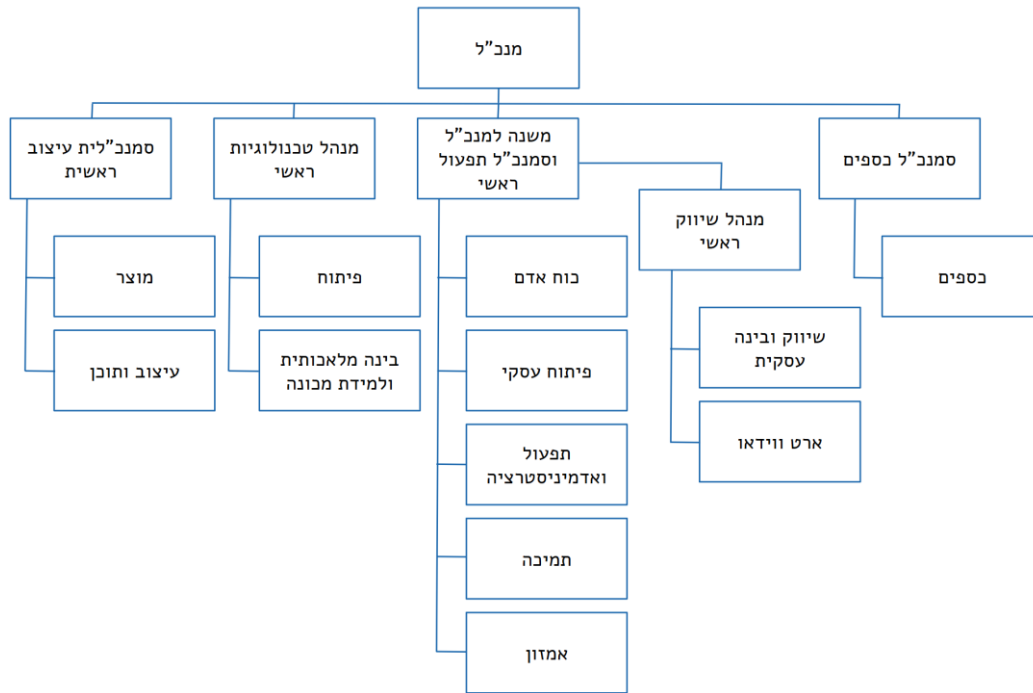 מנכ"ל
סמנכ"ל כספים
כספים
משנה למנכ"ל
וסמנכ"ל תפעול
ראשי
מנהל שיווק
ראשי
שיווק ובינה
עסקית
ארט ווידאו
כוח אדם
פיתוח עסקי
תפעול
ואדמיניסטרציה
תמיכה
אמזון
מנהל טכנולוגיות
ראשי
פיתוח
בינה מלאכותית
ולמידת מכונה
סמנכ"לית עיצוב
ראשית
מוצר
עיצוב ותוכן